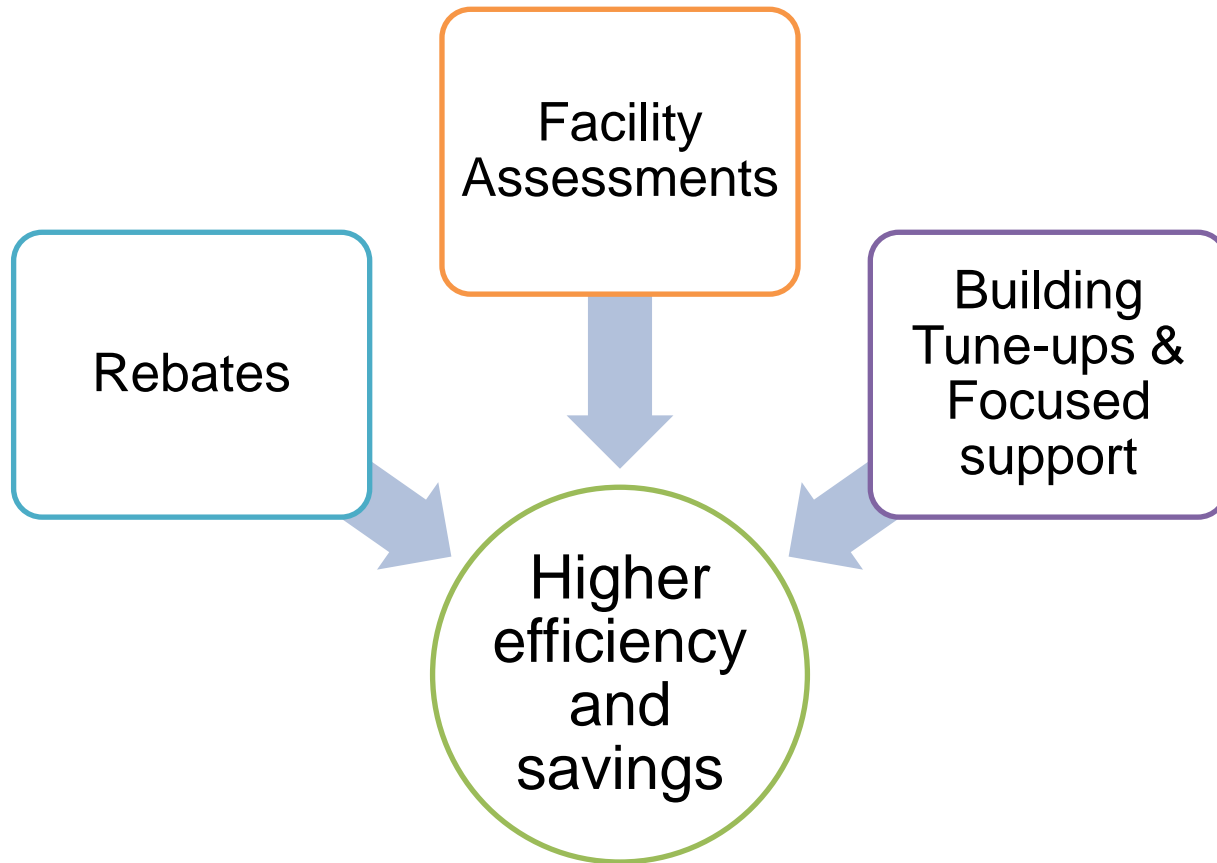 Facility
Assessments
Rebates
Building
Tune-ups &
Focused
support
Higher
efficiency
and
savings